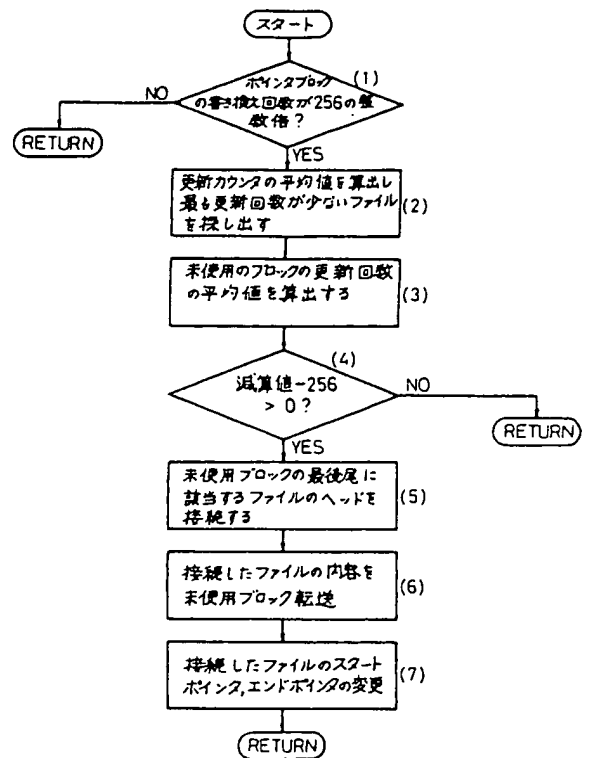 スタート
(1)
ポインタブロック
の書き換え回数が256の整
数倍?
NO
RETURN
YES
更新カウンタの平均値を算出し
最も更新回数が少ないファイル
を探し出す
(2)
未使用のブロックの更新回数
の平均値を算出する
(3)
(4)
減算値-256
> 0?
NO
RETURN
YES
未使用ブロックの最後尾に
該当するファイルのヘッドを
接続する
(5)
接続したファイルの内容を
未使用ブロック転送
(6)
接続したファイルのスタート
ポインタ,エンドポインタの変更
(7)
RETURN